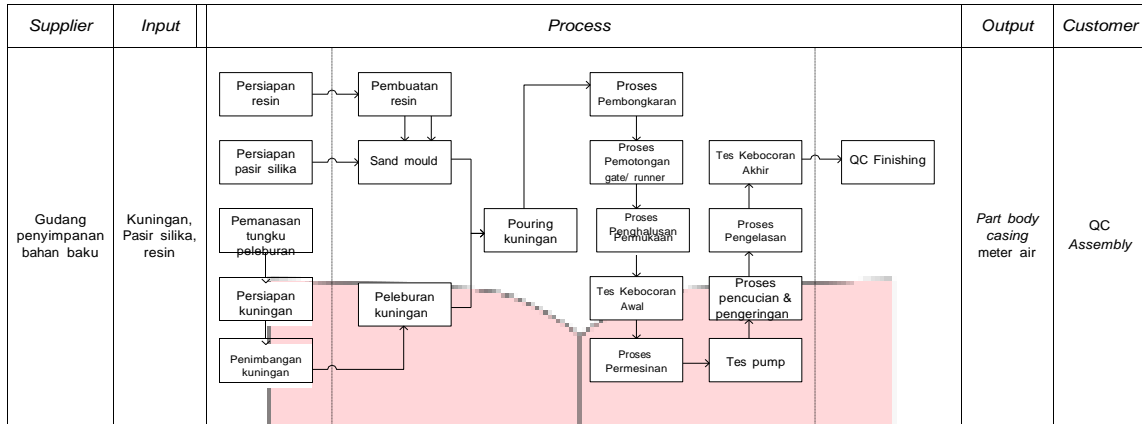 Supplier
Input
Process
Output
Customer
Gudang
penyimpanan
bahan baku
Kuningan,
Pasir silika,
resin
Persiapan
resin
Persiapan
pasir silika
Pemanasan
tungku
peleburan
Persiapan
kuningan
Penimbangan
kuningan
Pembuatan
resin
Sand mould
Peleburan
kuningan
Pouring
kuningan
Proses
Pembongkaran
Proses
Pemotongan
gate/ runner
Proses
Penghalusan
Permukaan
Tes Kebocoran
Awal
Proses
Permesinan
Tes pump
Proses
pencucian &
pengeringan
Proses
Pengelasan
Tes Kebocoran
Akhir
QC Finishing
Part body
casing
meter air
QC
Assembly